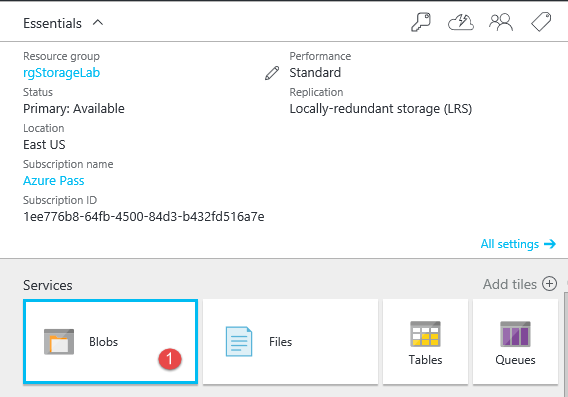 Essentials
Resource group
rgStorageLab
Performance
Standard
Status
Primary: Available
Replication
Locally-redundant storage (LRS)
Location
East US
Subscription name
Azure Pass
Subscription ID
1ee776b8-64fb-4500-84d3-b432fd516a7e
All settings
Services
Add tiles
Blobs
1
Files
Tables
Queues